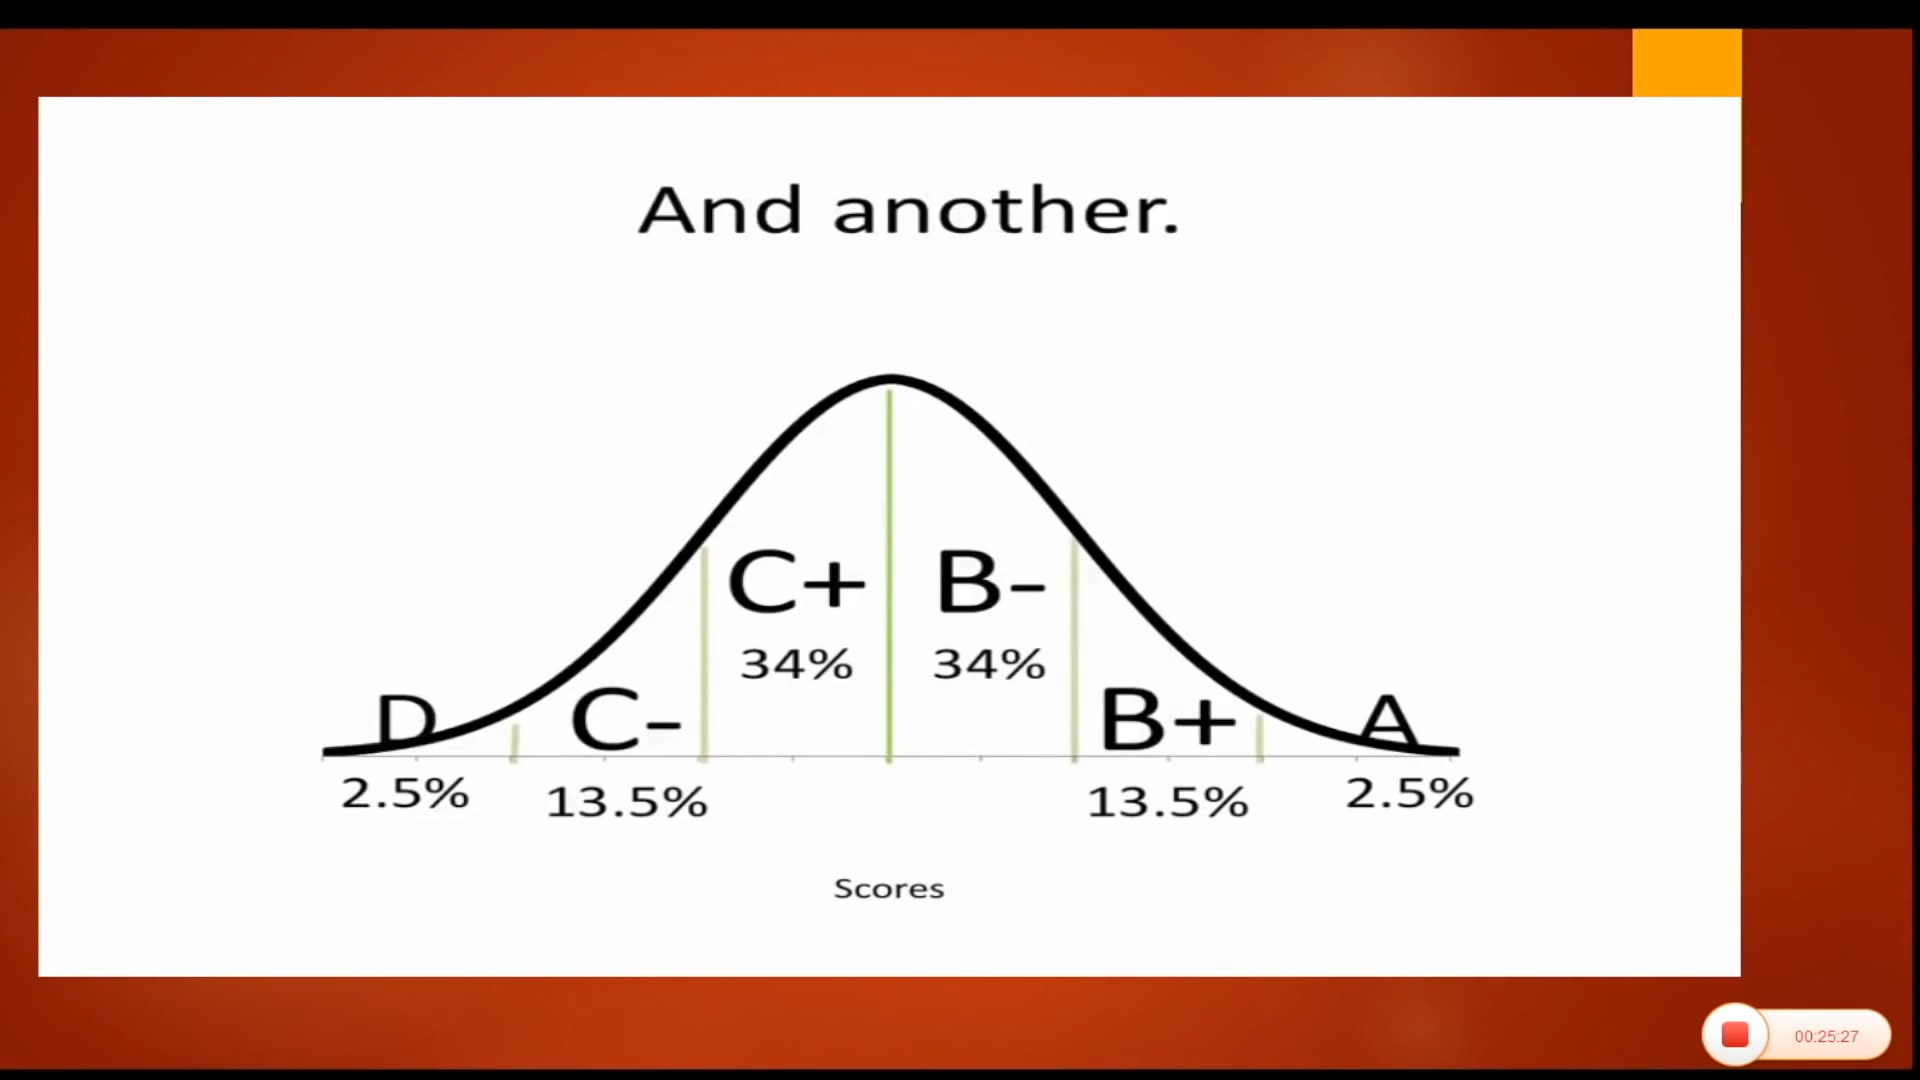 And another.
C+ B-
34% 34%
D C- B+ A
2.5% 13.5% 13.5% 2.5%
Scores
00:25:27